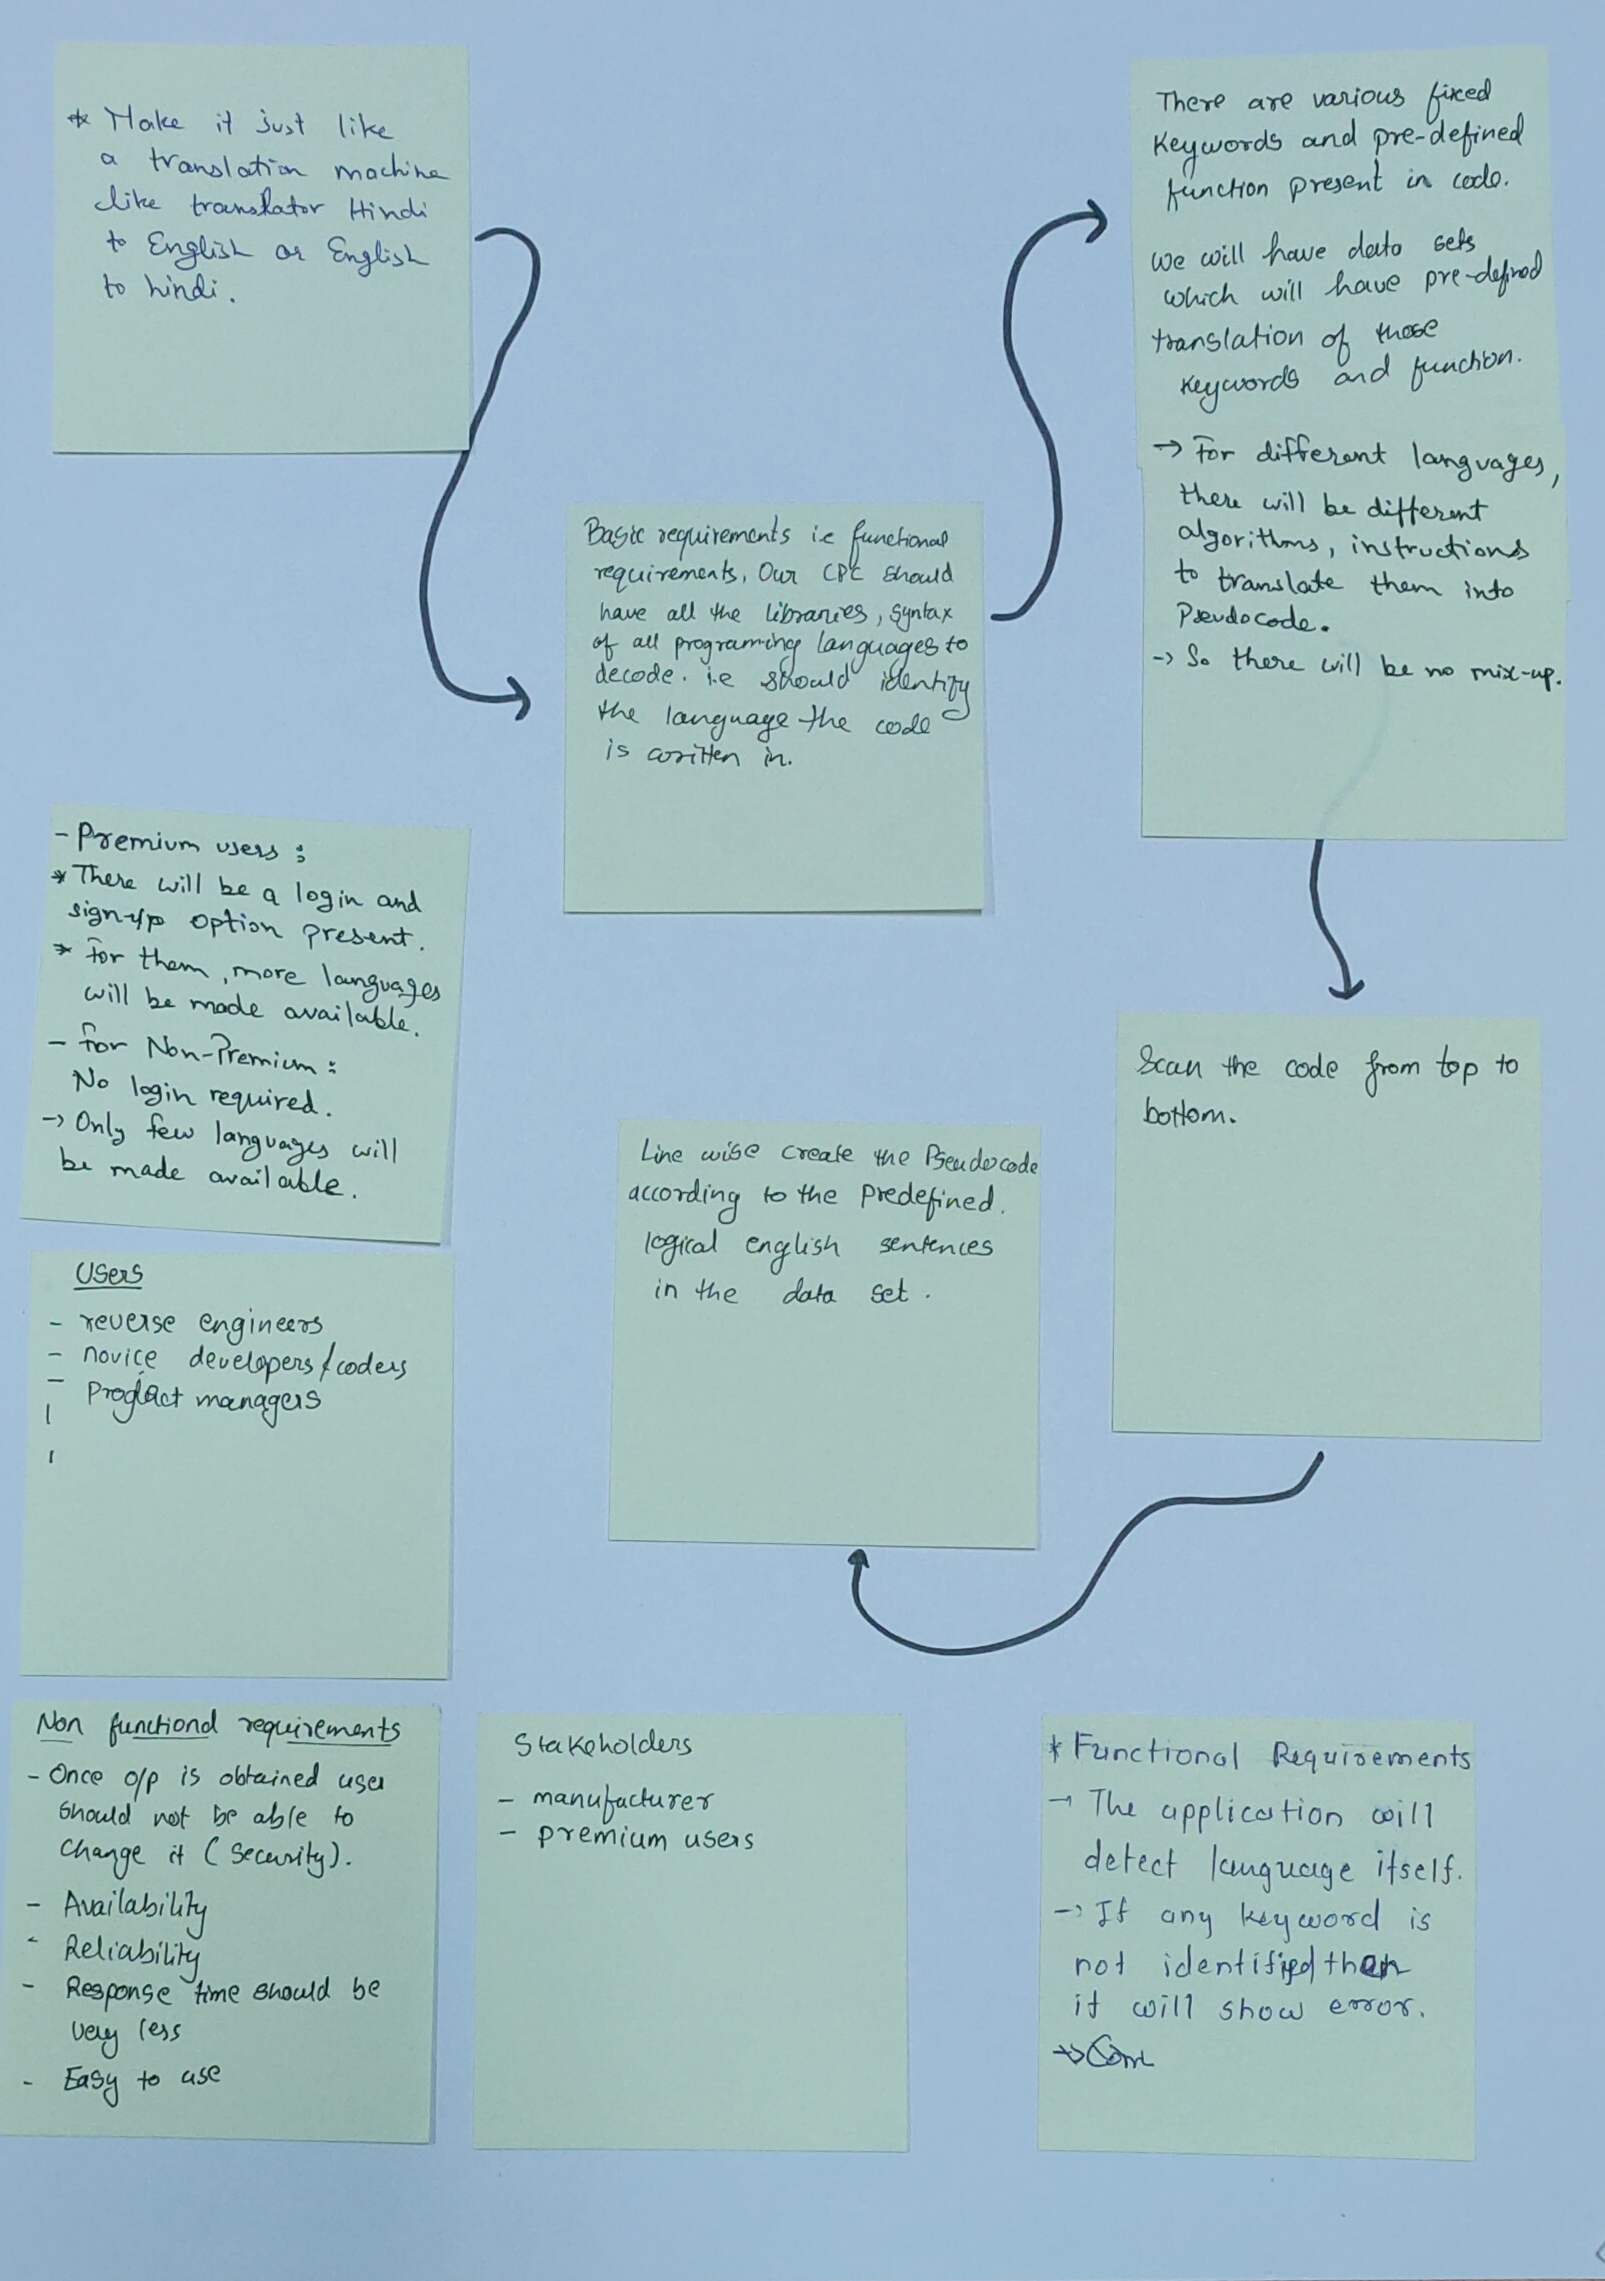 * Make it just like
a translation machine
like translator Hindi
to English or English
to hindi.
Basic requirements i.e functional
requirements, Our CPC should
have all the libraries, syntax
of all programing languages to
decode. i.e should identify
the language the code
is written in.
There are various fixed
Keywords and pre-defined
function present in code.
we will have data sets
which will have pre-defined
translation of those
keywords and function.
→ For different languages,
there will be different
algorithms, instructions
to translate them into
Pseudocode.
→ So there will be no mix-up.
Scan the code from top to
bottom.
Line wise create the Pseudocode
according to the predefined.
logical english sentences
in the data set.
- Premium users :
* There will be a login and
sign-up option present.
* For them, more languages
will be made available.
- For Non-Premium :
No login required.
→ Only few languages will
be made available.
Users
- reverse engineers
- novice developers/coders
- Product managers
Non functional requirements
- Once o/p is obtained user
should not be able to
change it (security).
- Availability
- Reliability
- Response time should be
very less
- Easy to use
Stakeholders
- manufacturer
- premium users
* Functional Requirements
→ The application will
detect language itself.
→ If any keyword is
not identified then
it will show error.